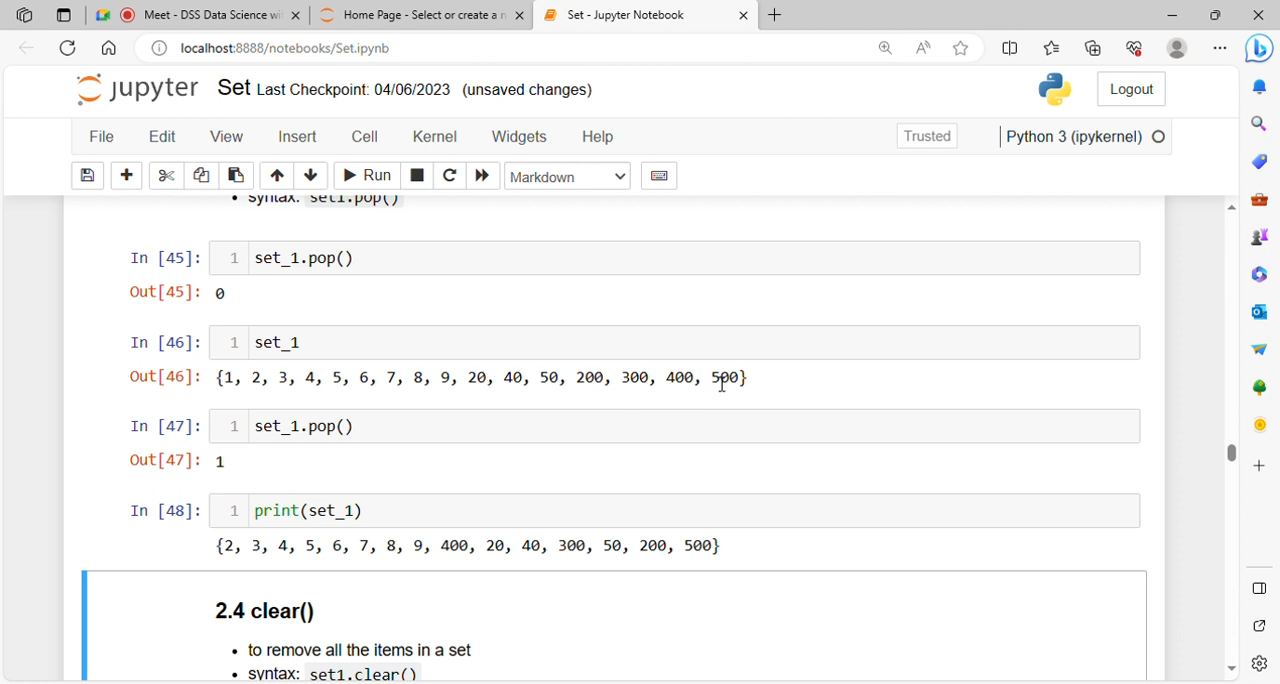 Meet - DSS Data Science wi
Home Page - Select or create a n
Set - Jupyter Notebook
localhost:8888/notebooks/Set.ipynb
jupyter Set Last Checkpoint: 04/06/2023 (unsaved changes)
Logout
File Edit View Insert Cell Kernel Widgets Help
Trusted
Python 3 (ipykernel)
Run
Markdown
syntax: set1.pop()
In [45]: 1 set_1.pop()
Out[45]: 0
In [46]: 1 set_1
Out[46]: {1, 2, 3, 4, 5, 6, 7, 8, 9, 20, 40, 50, 200, 300, 400, 500}
In [47]: 1 set_1.pop()
Out[47]: 1
In [48]: 1 print(set_1)
{2, 3, 4, 5, 6, 7, 8, 9, 400, 20, 40, 300, 50, 200, 500}
2.4 clear()
• to remove all the items in a set
• syntax: set1.clear()